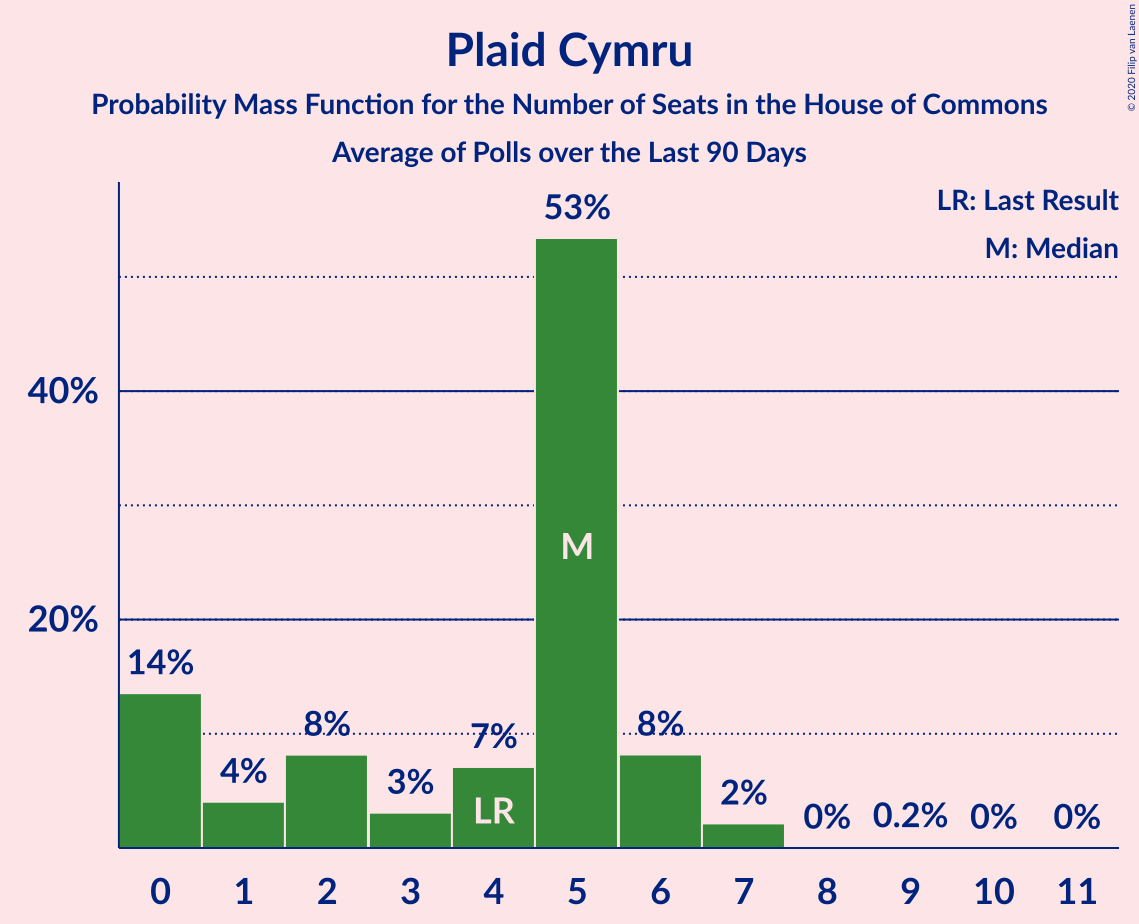 Plaid Cymru
Probability Mass Function for the Number of Seats in the House of Commons
Average of Polls over the Last 90 Days
© 2020 Filip van Laenen
LR: Last Result
M: Median
53%
40%
M
20%
14%
8%
7%
8%
4%
3%
2%
LR
0%
0.2%
0%
0%
0 1 2 3 4 5 6 7 8 9 10 11